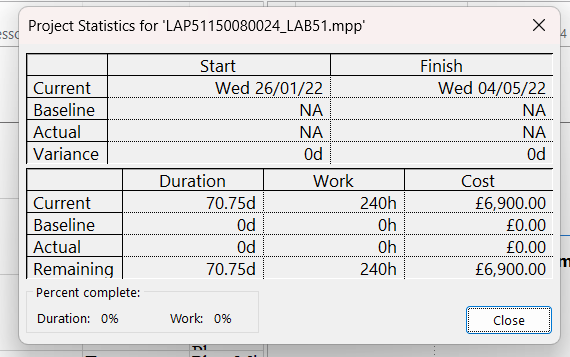 esso
Project Statistics for 'LAP51150080024_LAB51.mpp'
4
Start Finish
Current Wed 26/01/22 Wed 04/05/22
Baseline NA NA
Actual NA NA
Variance 0d 0d
Duration Work Cost
Current 70.75d 240h £6,900.00
Baseline 0d 0h £0.00
Actual 0d 0h £0.00
Remaining 70.75d 240h £6,900.00
m
Percent complete:
Duration: 0% Work: 0%
Close